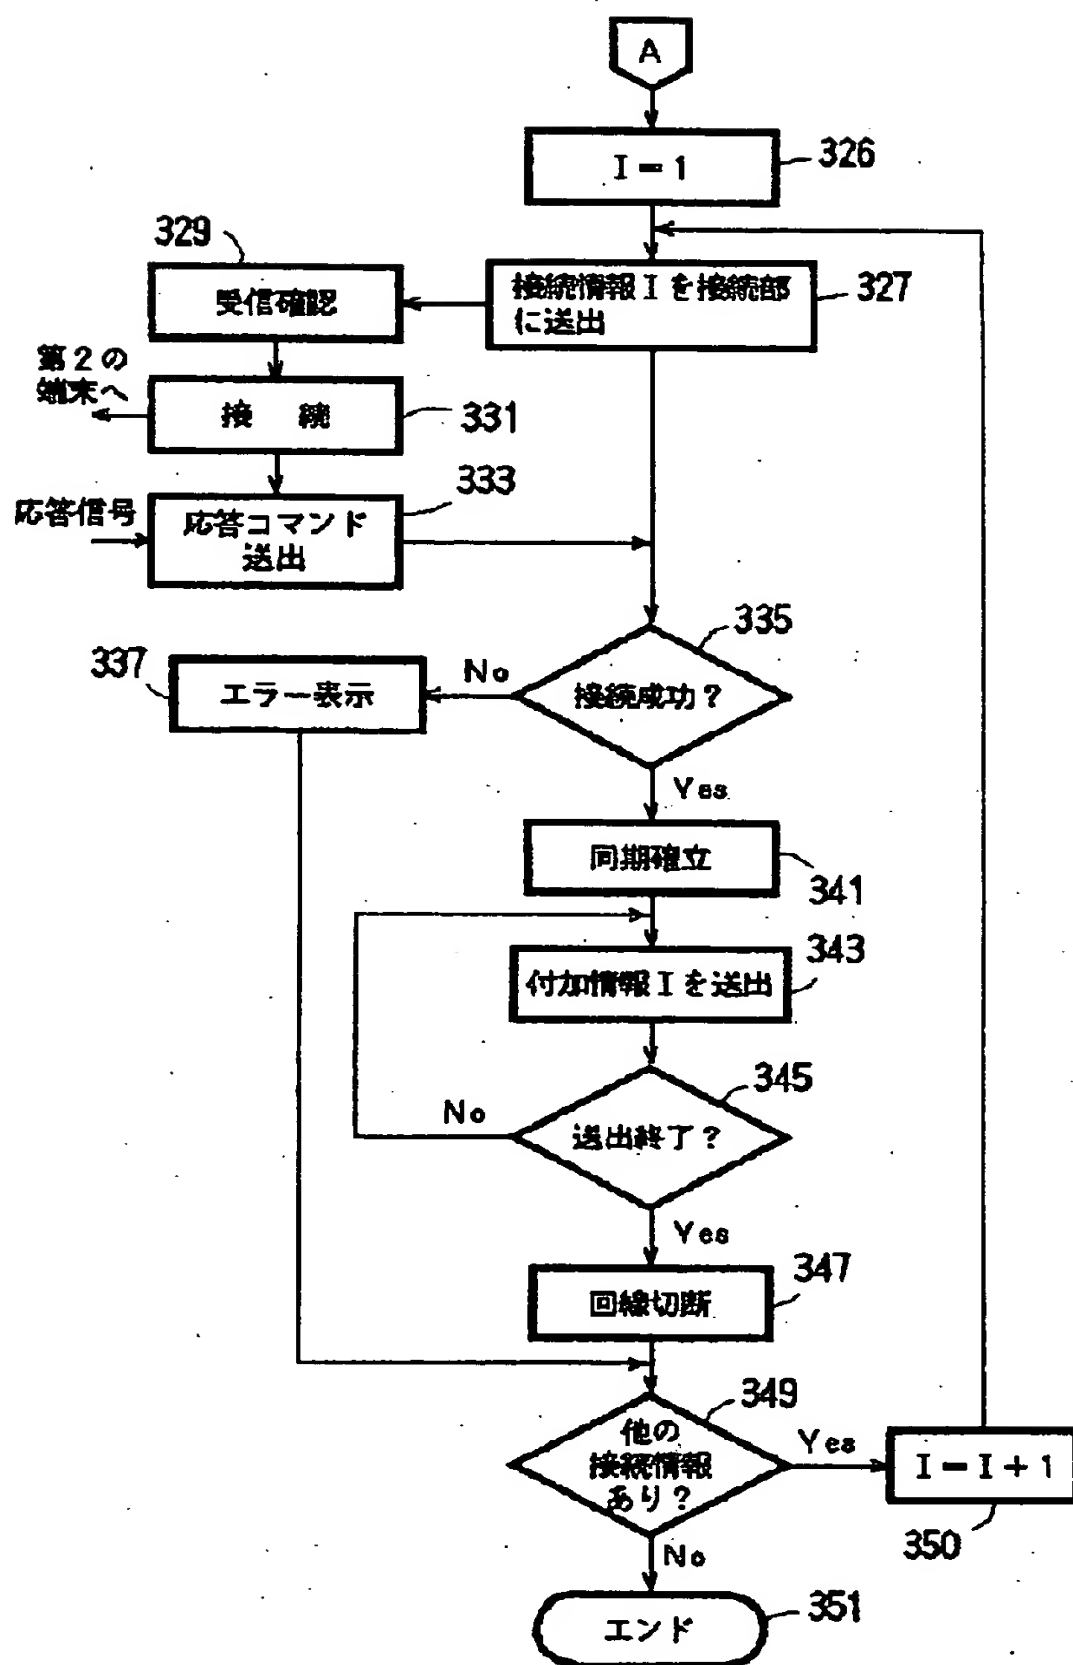 A
I=1
326
329
受信確認
接続情報Iを接続部
に送出
327
第2の
端末へ
接 続
331
応答信号
応答コマンド
送出
333
335
接続成功?
No
337
エラー表示
Yes
同期確立
341
付加情報Iを送出
343
345
送出終了?
No
Yes
回線切断
347
349
他の
接続情報
あり?
Yes
I=I+1
350
No
エンド
351